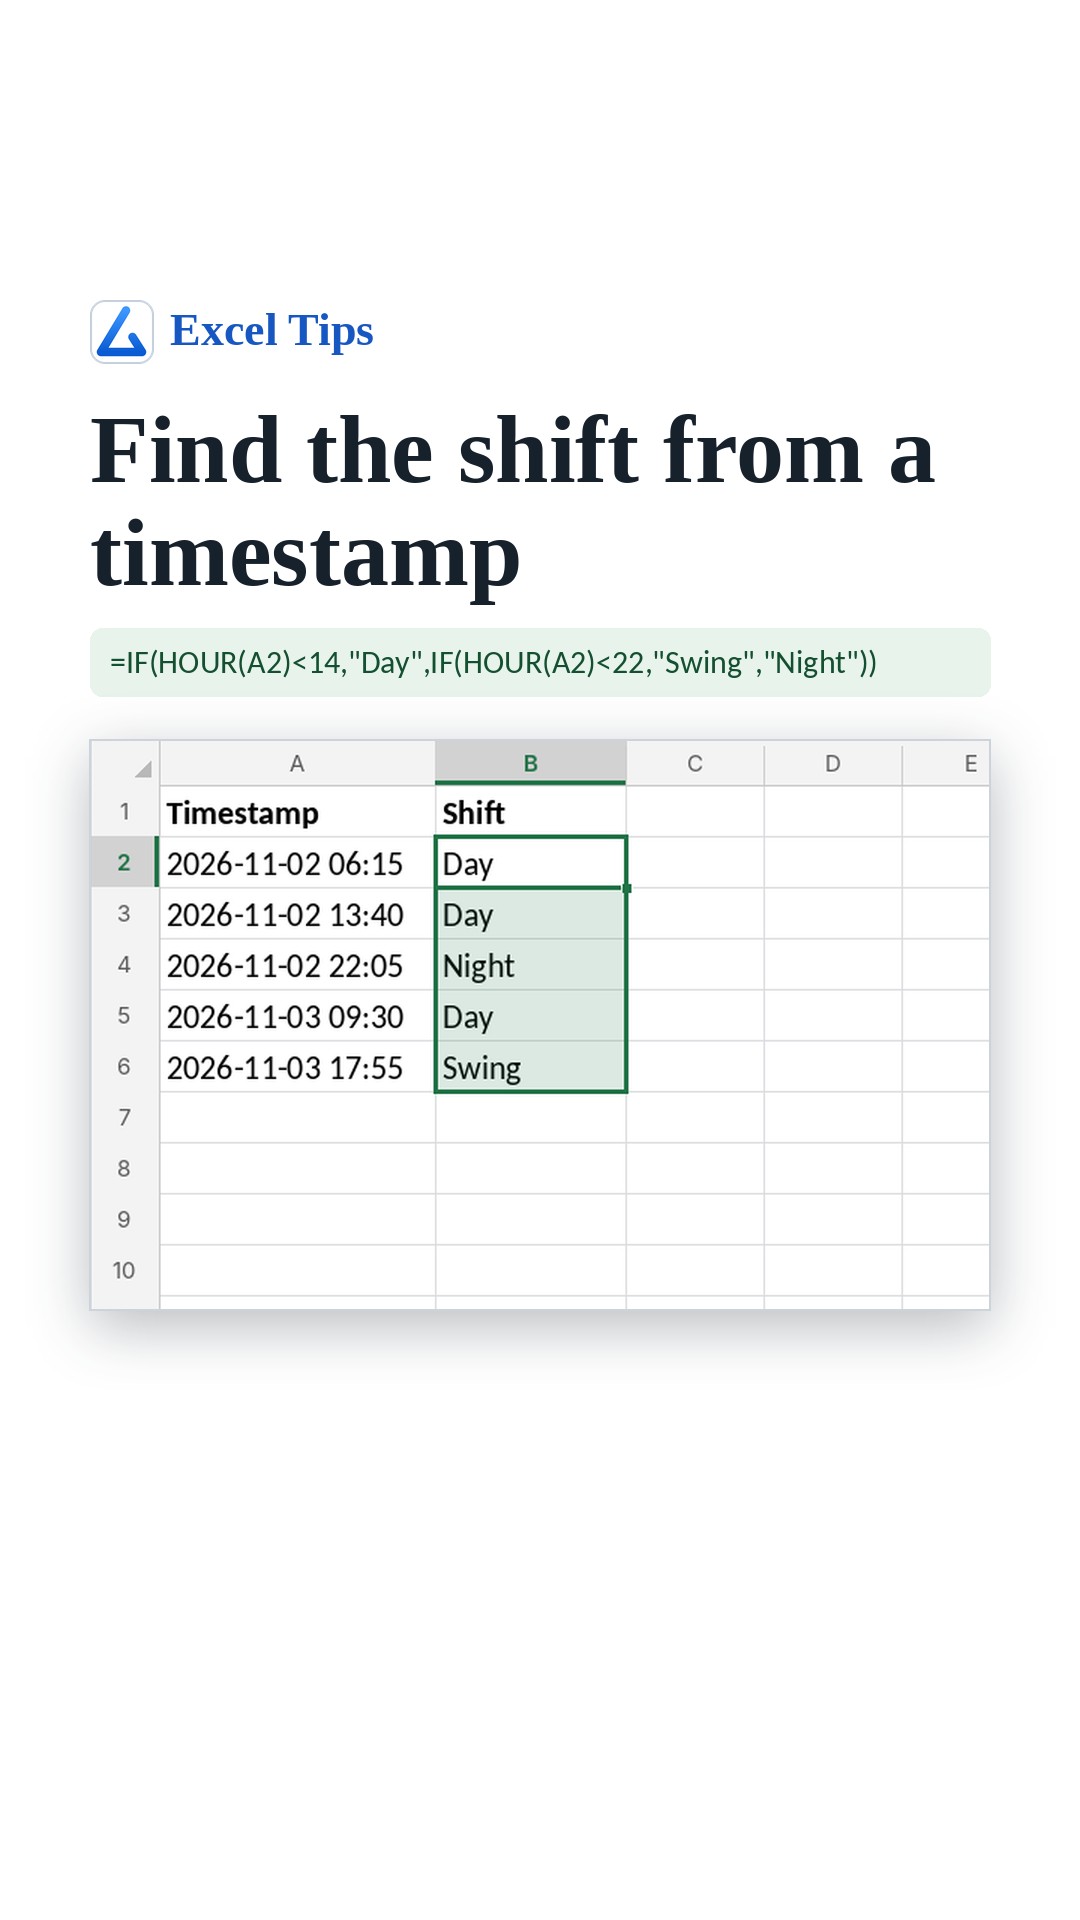 Excel Tips
Find the shift from a
timestamp
=IF(HOUR(A2)<14,"Day",IF(HOUR(A2)<22,"Swing","Night"))
A B C D E
1 Timestamp Shift
2 2026-11-02 06:15 Day
3 2026-11-02 13:40 Day
4 2026-11-02 22:05 Night
5 2026-11-03 09:30 Day
6 2026-11-03 17:55 Swing
7
8
9
10